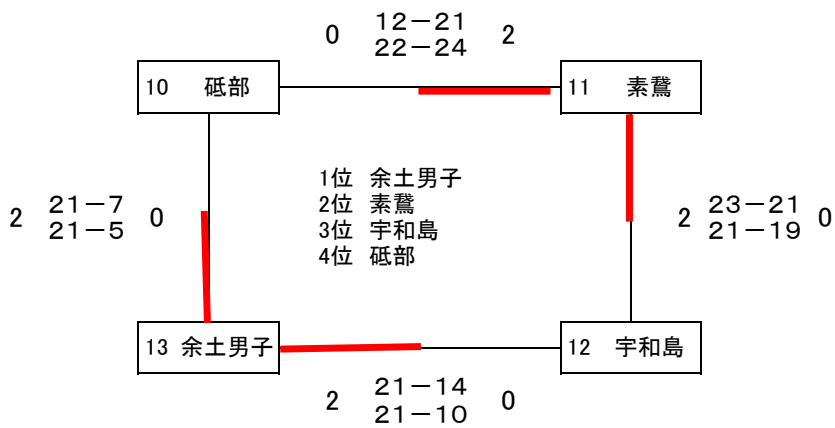 0 12-21 2
22-24
10 砥部
11 素鵞
1位 余土男子
2位 素鵞
3位 宇和島
4位 砥部
2 21-7 0
21-5
2 23-21 0
21-19
13 余土男子
12 宇和島
2 21-14 0
21-10